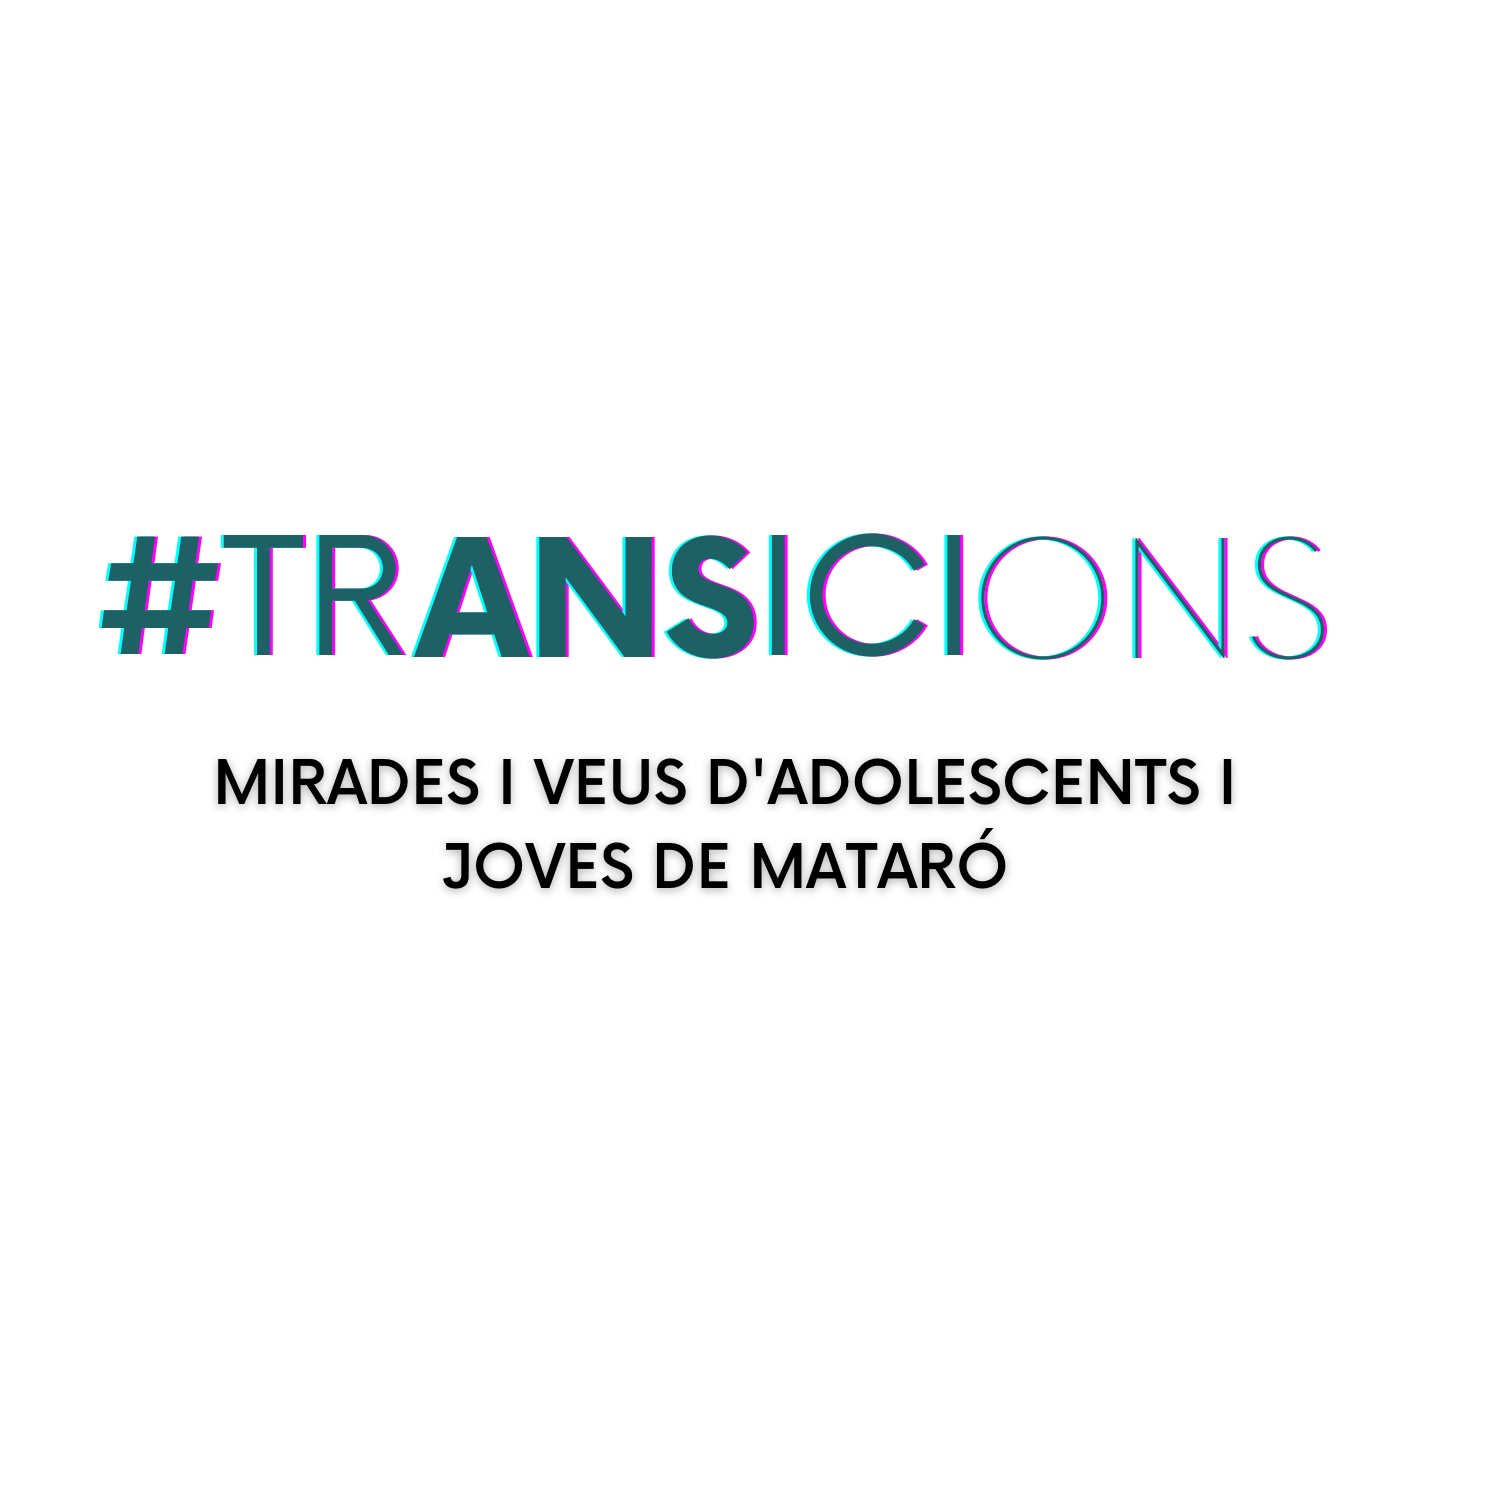 #TRANSICIONS
MIRADES I VEUS D'ADOLESCENTS I
JOVES DE MATARÓ